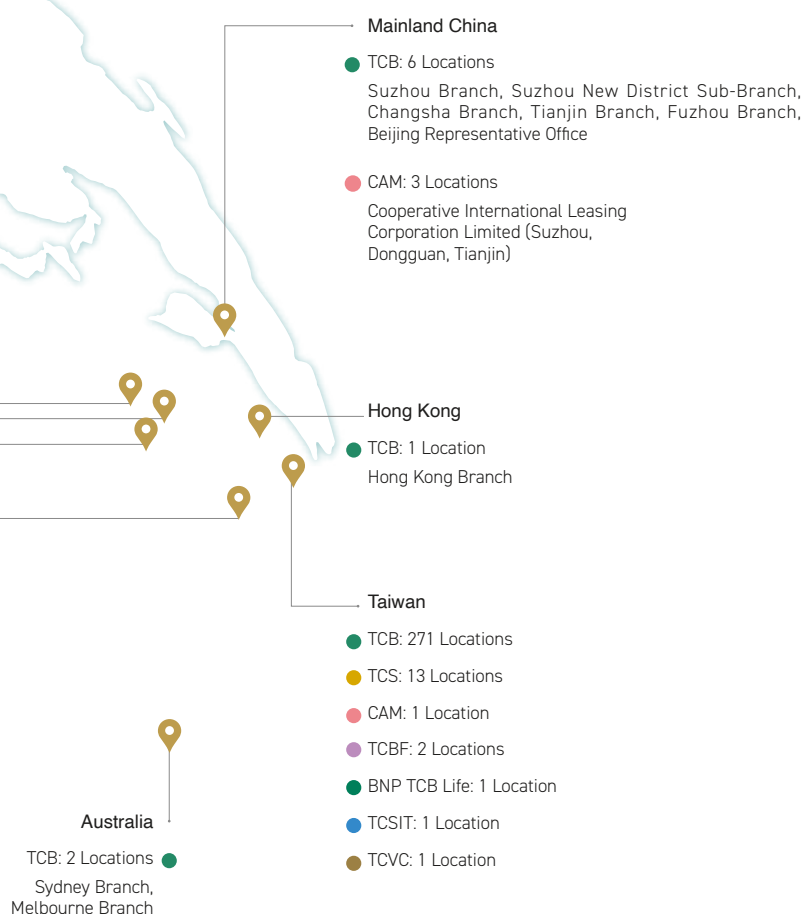 Mainland China
TCB: 6 Locations
Suzhou Branch, Suzhou New District Sub-Branch,
Changsha Branch, Tianjin Branch, Fuzhou Branch,
Beijing Representative Office
CAM: 3 Locations
Cooperative International Leasing
Corporation Limited (Suzhou,
Dongguan, Tianjin)
Hong Kong
TCB: 1 Location
Hong Kong Branch
Taiwan
TCB: 271 Locations
TCS: 13 Locations
CAM: 1 Location
TCBF: 2 Locations
BNP TCB Life: 1 Location
TCSIT: 1 Location
TCVC: 1 Location
Australia
TCB: 2 Locations
Sydney Branch,
Melbourne Branch